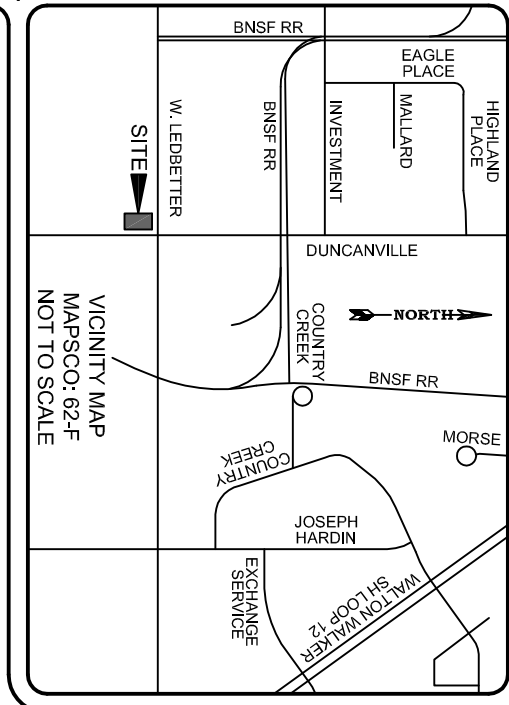 BNSF RR
EAGLE
PLACE
HIGHLAND
PLACE
MALLARD
INVESTMENT
BNSF RR
W. LEDBETTER
SITE
DUNCANVILLE
NORTH
COUNTRY
CREEK
BNSF RR
MORSE
COUNTRY
CREEK
JOSEPH
HARDIN
WALTON WALKER
SH LOOP 12
EXCHANGE
SERVICE
VICINITY MAP
MAPSCO: 62-F
NOT TO SCALE